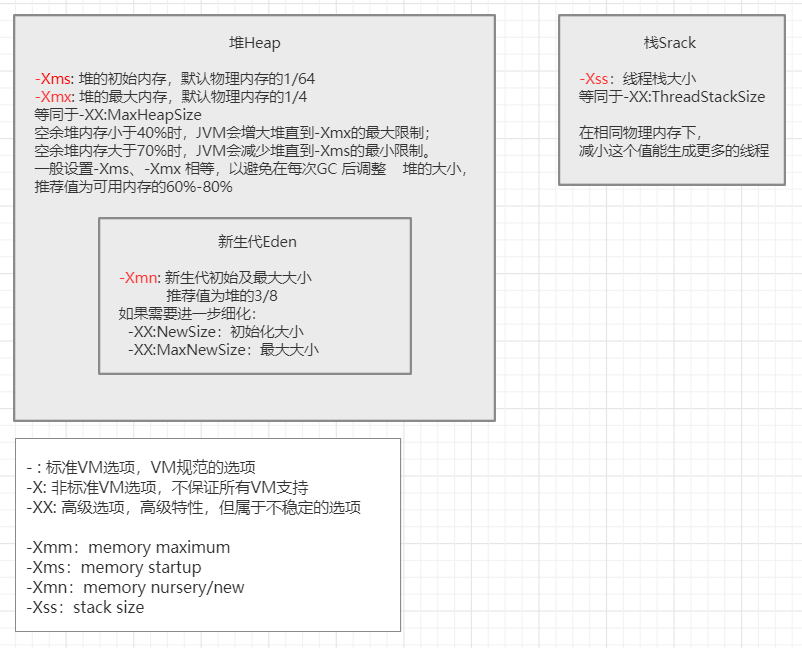 堆Heap
-Xms: 堆的初始内存，默认物理内存的1/64
-Xmx: 堆的最大内存，默认物理内存的1/4
等同于-XX:MaxHeapSize
空余堆内存小于40%时，JVM会增大堆直到-Xmx的最大限制；
空余堆内存大于70%时，JVM会减少堆直到-Xms的最小限制。
一般设置-Xms、-Xmx 相等，以避免在每次GC 后调整 堆的大小，
推荐值为可用内存的60%-80%
新生代Eden
-Xmn: 新生代初始及最大大小
推荐值为堆的3/8
如果需要进一步细化：
-XX:NewSize：初始化大小
-XX:MaxNewSize：最大大小
栈Srack
-Xss：线程栈大小
等同于-XX:ThreadStackSize
在相同物理内存下，
减小这个值能生成更多的线程
- : 标准VM选项，VM规范的选项
-X: 非标准VM选项，不保证所有VM支持
-XX: 高级选项，高级特性，但属于不稳定的选项
-Xmm：memory maximum
-Xms：memory startup
-Xmn：memory nursery/new
-Xss：stack size